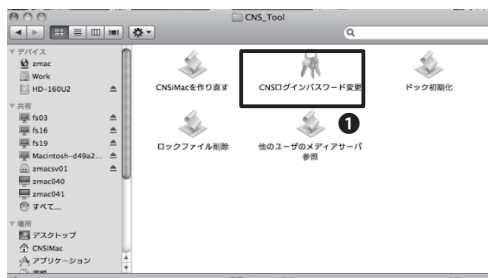 CNS_Tool
デバイス
zmac
Work
HD-160U2
共有
fs03
fs16
fs19
Macintosh-d49a2...
zmacsv01
zmac040
zmac041
すべて...
場所
デスクトップ
CNSiMac
アプリケーション
CNSiMacを作り直す
CNSログインパスワード変更
ドック初期化
ロックファイル削除
他のユーザのメディアサーバ
参照
1